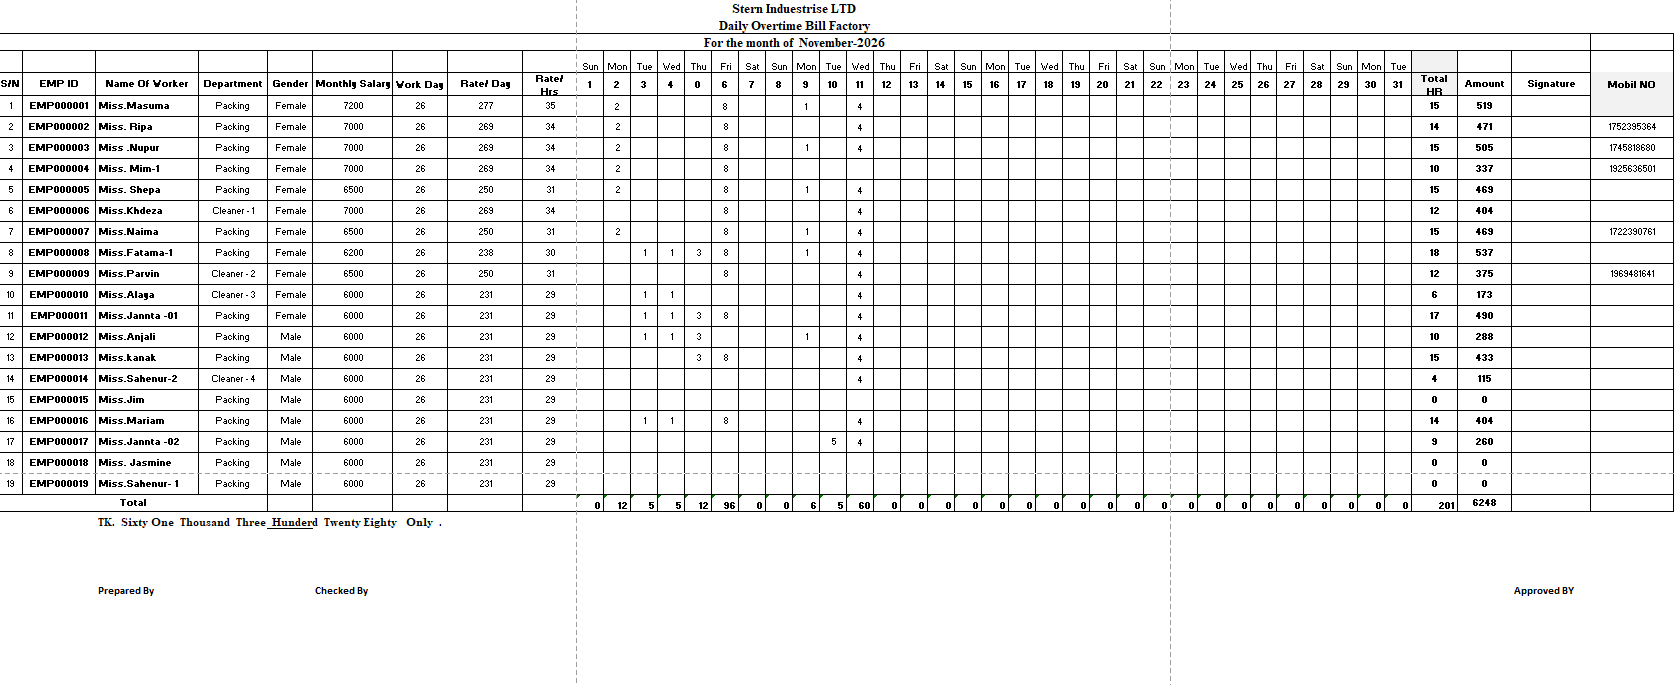 Stern Induestrise LTD
Daily Overtime Bill Factory
For the month of November-2026
Sun Mon Tue Wed Thu Fri Sat Sun Mon Tue Wed Thu Fri Sat Sun Mon Tue Wed Thu Fri Sat Sun Mon Tue Wed Thu Fri Sat Sun Mon Tue
S/N EMP ID Name Of Worker Department Gender Monthly Salary Work Day Rate/ Day Rate/ Hrs 1 2 3 4 0 6 7 8 9 10 11 12 13 14 15 16 17 18 19 20 21 22 23 24 25 26 27 28 29 30 31 Total HR Amount Signature Mobil NO
1 EMP000001 Miss.Masuma Packing Female 7200 26 277 35 2 8 1 4 15 519
2 EMP000002 Miss. Ripa Packing Female 7000 26 269 34 2 8 4 14 471 1752395364
3 EMP000003 Miss .Nupur Packing Female 7000 26 269 34 2 8 1 4 15 505 1745818680
4 EMP000004 Miss. Mim-1 Packing Female 7000 26 269 34 2 8 10 337 1925636501
5 EMP000005 Miss. Shepa Packing Female 6500 26 250 31 2 8 1 4 15 469
6 EMP000006 Miss.Khdeza Cleaner - 1 Female 7000 26 269 34 8 4 12 404
7 EMP000007 Miss.Naima Packing Female 6500 26 250 31 2 8 1 4 15 469 1722390761
8 EMP000008 Miss.Fatama-1 Packing Female 6200 26 238 30 1 1 3 8 1 4 18 537
9 EMP000009 Miss.Parvin Cleaner - 2 Female 6500 26 250 31 8 4 12 375 1969481641
10 EMP000010 Miss.Alaya Cleaner - 3 Female 6000 26 231 29 1 1 4 6 173
11 EMP000011 Miss.Jannta -01 Packing Female 6000 26 231 29 1 1 3 8 4 17 490
12 EMP000012 Miss.Anjali Packing Male 6000 26 231 29 1 1 3 1 4 10 288
13 EMP000013 Miss.kanak Packing Male 6000 26 231 29 3 8 4 15 433
14 EMP000014 Miss.Sahenur-2 Cleaner - 4 Male 6000 26 231 29 4 4 115
15 EMP000015 Miss.Jim Packing Male 6000 26 231 29 0 0
16 EMP000016 Miss.Mariam Packing Male 6000 26 231 29 1 1 8 4 14 404
17 EMP000017 Miss.Jannta -02 Packing Male 6000 26 231 29 5 4 9 260
18 EMP000018 Miss. Jasmine Packing Male 6000 26 231 29 0 0
19 EMP000019 Miss.Sahenur- 1 Packing Male 6000 26 231 29 0 0
Total 0 12 5 5 12 96 0 0 6 5 60 0 0 0 0 0 0 0 0 0 0 0 0 0 0 0 0 0 0 0 0 201 6248
TK. Sixty One Thousand Three Hunderd Twenty Eighty Only .
Prepared By Checked By Approved BY